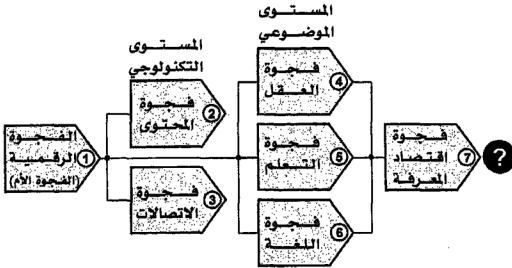 المستوى
التكنولوجي
المستوى
الموضوعي
الفجوة
الرقمية
(الفجوة الأم)
1
فجوة
المحتوى
2
فجوة
الاتصالات
3
فجوة
العقل
4
فجوة
التعلم
5
فجوة
اللغة
6
فجوة
اقتصاد
المعرفة
7
?